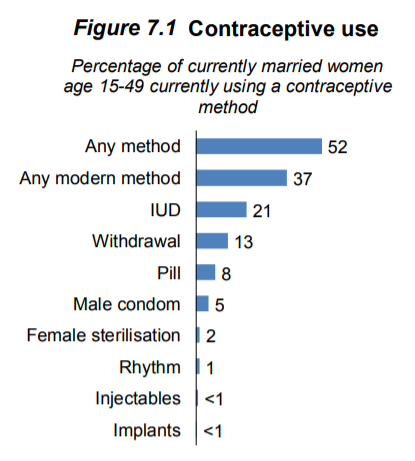 Figure 7.1 Contraceptive use
Percentage of currently married women
age 15-49 currently using a contraceptive
method
Any method 52
Any modern method 37
IUD 21
Withdrawal 13
Pill 8
Male condom 5
Female sterilisation 2
Rhythm 1
Injectables <1
Implants <1